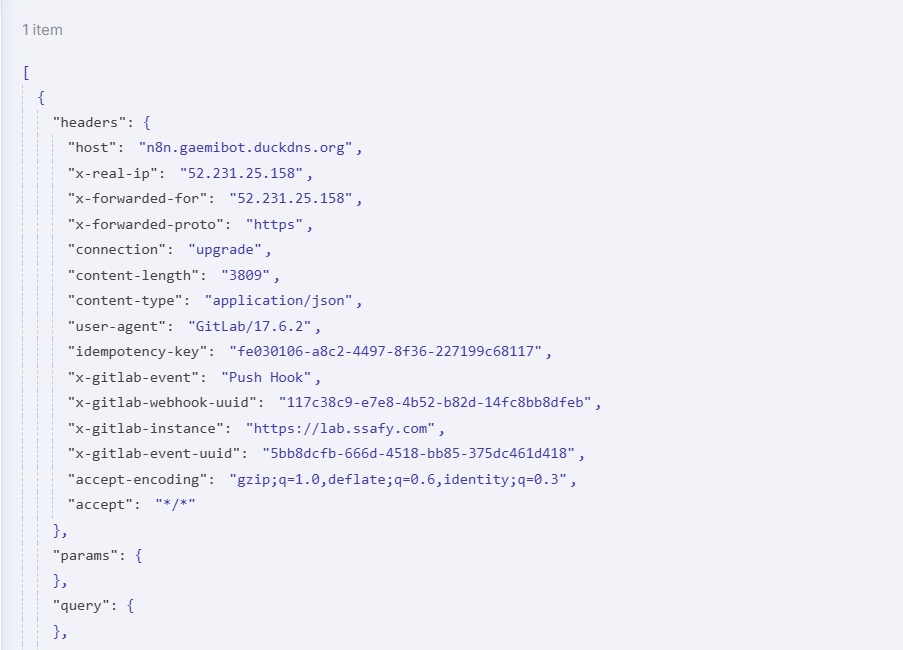 1 item
[
{
"headers": {
"host": "n8n.gaemibot.duckdns.org",
"x-real-ip": "52.231.25.158",
"x-forwarded-for": "52.231.25.158",
"x-forwarded-proto": "https",
"connection": "upgrade",
"content-length": "3809",
"content-type": "application/json",
"user-agent": "GitLab/17.6.2",
"idempotency-key": "fe030106-a8c2-4497-8f36-227199c68117",
"x-gitlab-event": "Push Hook",
"x-gitlab-webhook-uuid": "117c38c9-e7e8-4b52-b82d-14fc8bb8dfeb",
"x-gitlab-instance": "https://lab.ssafy.com",
"x-gitlab-event-uuid": "5bb8dcfb-666d-4518-bb85-375dc461d418",
"accept-encoding": "gzip;q=1.0,deflate;q=0.6,identity;q=0.3",
"accept": "*/*"
},
"params": {
},
"query": {
},